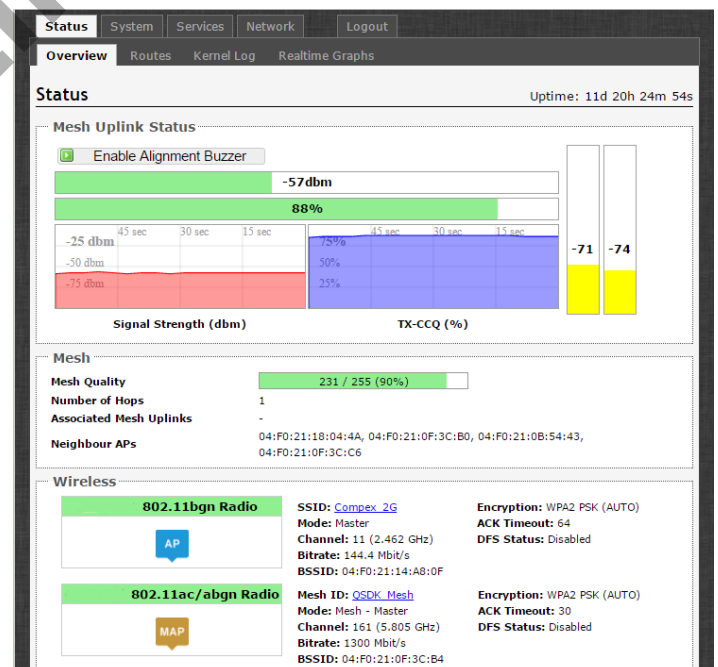 Status System Services Network Logout
Overview Routes Kernel Log Realtime Graphs
Status Uptime: 11d 20h 24m 54s
Mesh Uplink Status
Enable Alignment Buzzer
-57dbm
88%
45 sec 30 sec 15 sec 45 sec 30 sec 15 sec
-25 dbm 75%
-71 -74
-50 dbm 50%
-75 dbm 25%
Signal Strength (dbm) TX-CCQ (%)
Mesh
Mesh Quality 231 / 255 (90%)
Number of Hops 1
Associated Mesh Uplinks -
Neighbour APs 04:F0:21:18:04:4A, 04:F0:21:0F:3C:B0, 04:F0:21:0B:54:43,
04:F0:21:0F:3C:C6
Wireless
802.11bgn Radio SSID: Compex_2G Encryption: WPA2 PSK (AUTO)
Mode: Master ACK Timeout: 64
AP Channel: 11 (2.462 GHz) DFS Status: Disabled
Bitrate: 144.4 Mbit/s
BSSID: 04:F0:21:14:A8:0F
802.11ac/abgn Radio Mesh ID: QSDK_Mesh Encryption: WPA2 PSK (AUTO)
Mode: Mesh - Master ACK Timeout: 30
MAP Channel: 161 (5.805 GHz) DFS Status: Disabled
Bitrate: 1300 Mbit/s
BSSID: 04:F0:21:0F:3C:B4